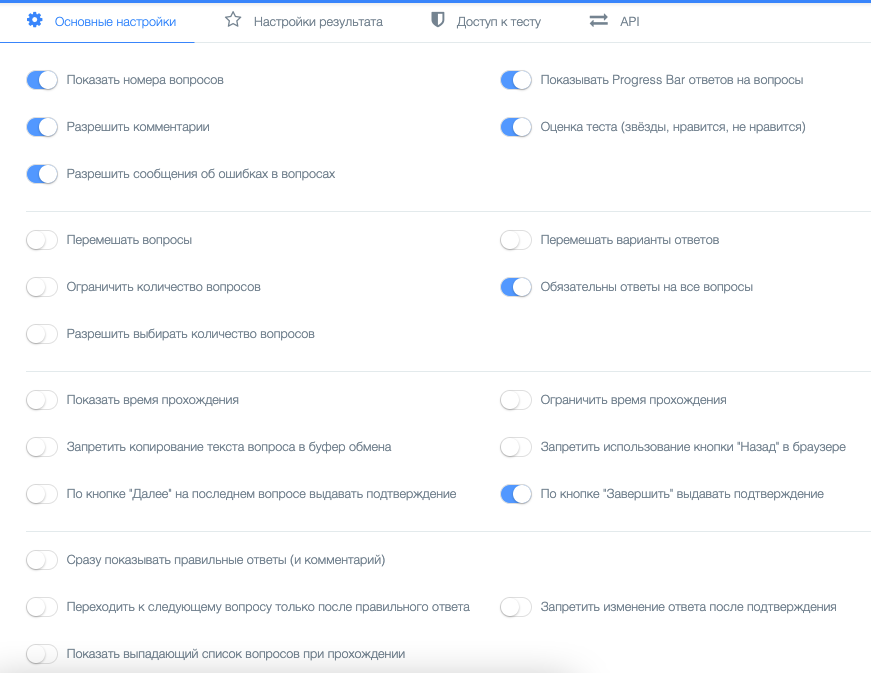 Основные настройки Настройки результата Доступ к тесту API
Показать номера вопросов Показывать Progress Bar ответов на вопросы
Разрешить комментарии Оценка теста (звёзды, нравится, не нравится)
Разрешить сообщения об ошибках в вопросах
Перемешать вопросы Перемешать варианты ответов
Ограничить количество вопросов Обязательны ответы на все вопросы
Разрешить выбирать количество вопросов
Показать время прохождения Ограничить время прохождения
Запретить копирование текста вопроса в буфер обмена Запретить использование кнопки "Назад" в браузере
По кнопке "Далее" на последнем вопросе выдавать подтверждение По кнопке "Завершить" выдавать подтверждение
Сразу показывать правильные ответы (и комментарий)
Переходить к следующему вопросу только после правильного ответа Запретить изменение ответа после подтверждения
Показать выпадающий список вопросов при прохождении